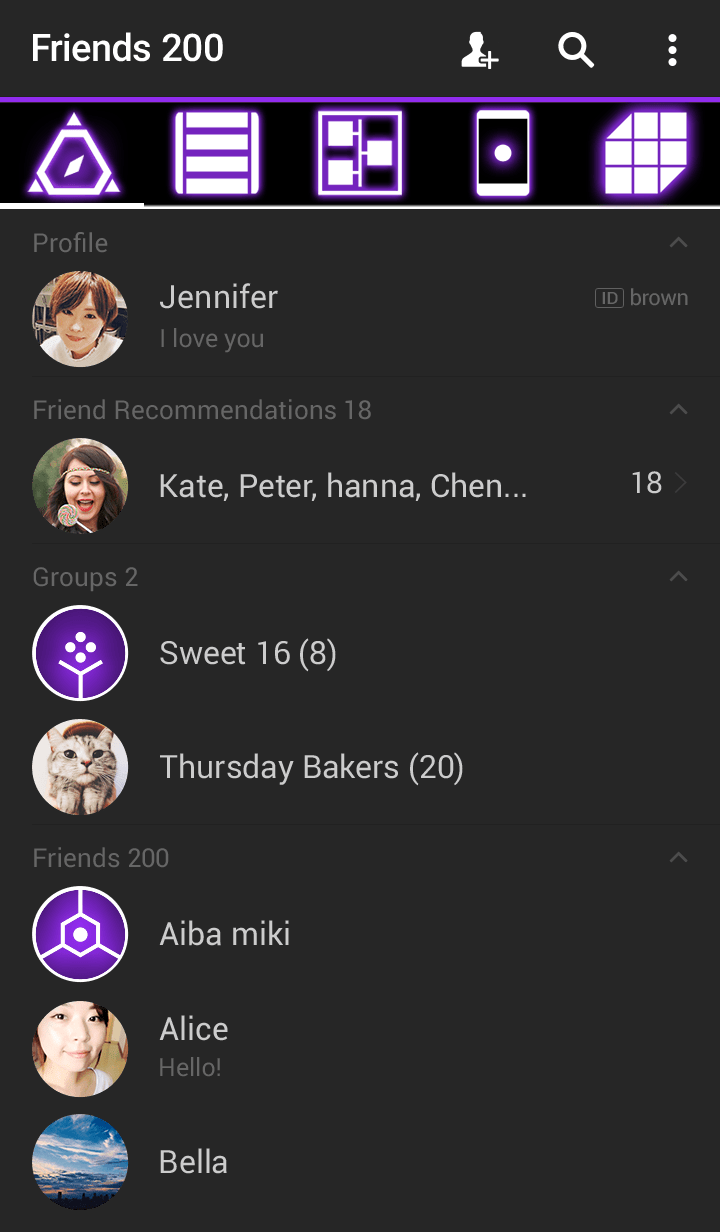 Friends 200
Profile
Jennifer
ID brown
I love you
Friend Recommendations 18
Kate, Peter, hanna, Chen...
18
Groups 2
Sweet 16 (8)
Thursday Bakers (20)
Friends 200
Aiba miki
Alice
Hello!
Bella